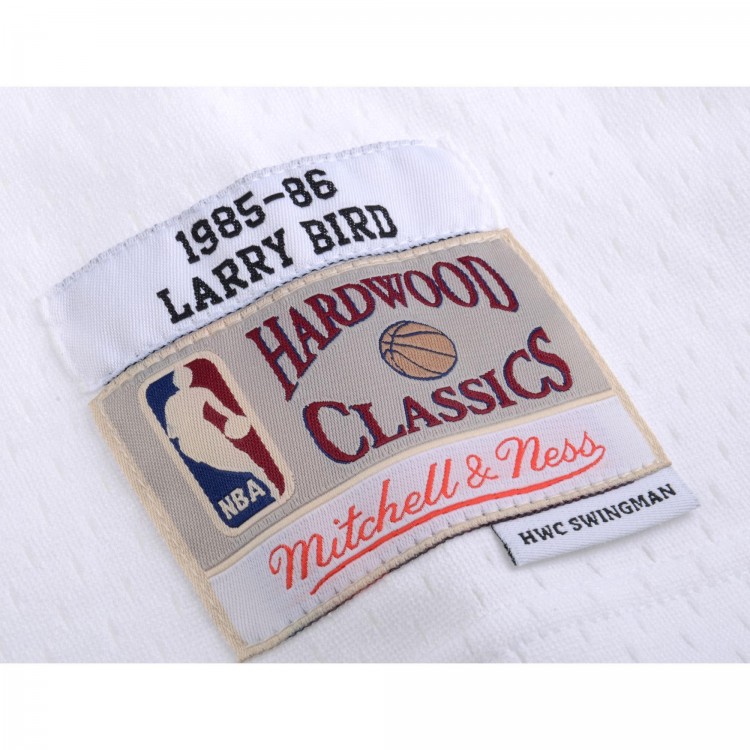 1985-86
LARRY BIRD
HARDWOOD
CLASSICS
NBA
Mitchell & Ness
HWC SWINGMAN